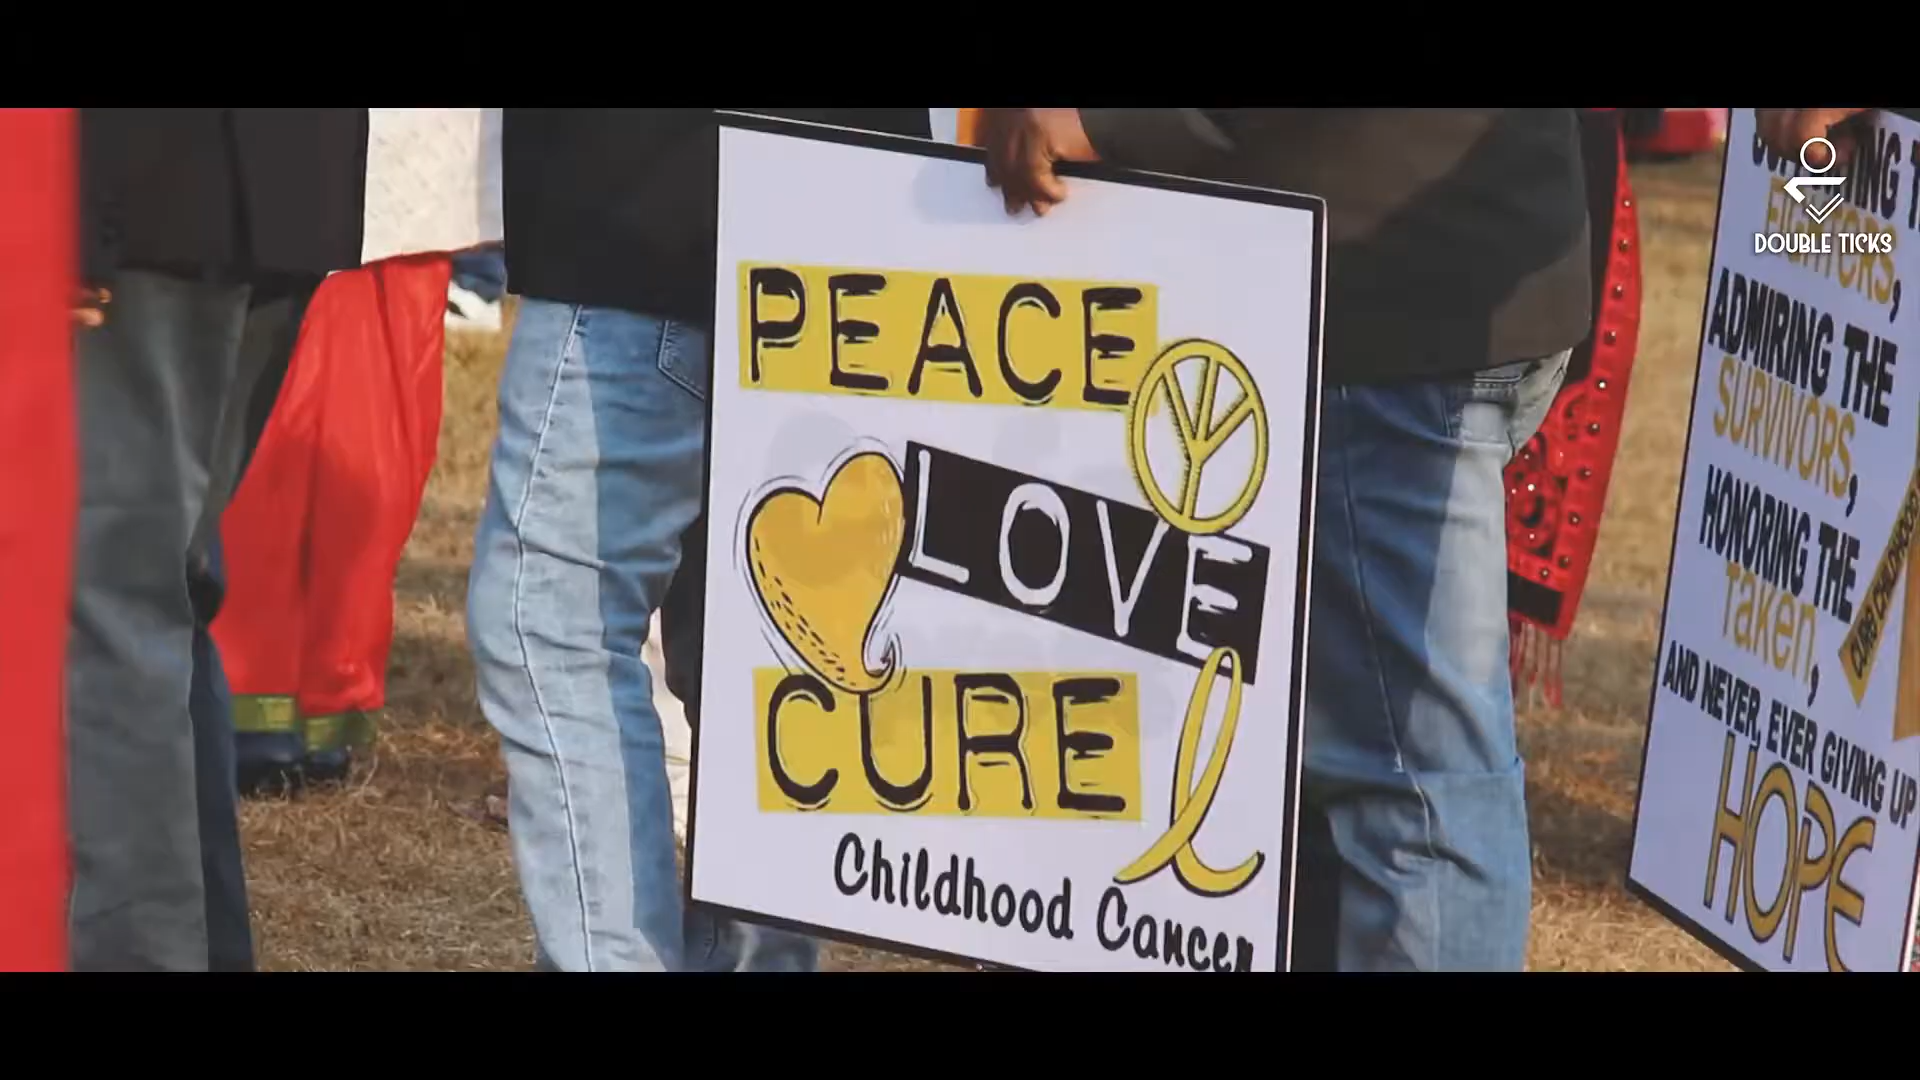 PEACE
LOVE
CURE
Childhood Cancer
DOUBLE TICKS
ADMIRING THE
SURVIVORS,
HONORING THE
Taken,
AND NEVER, EVER GIVING UP
HOPE